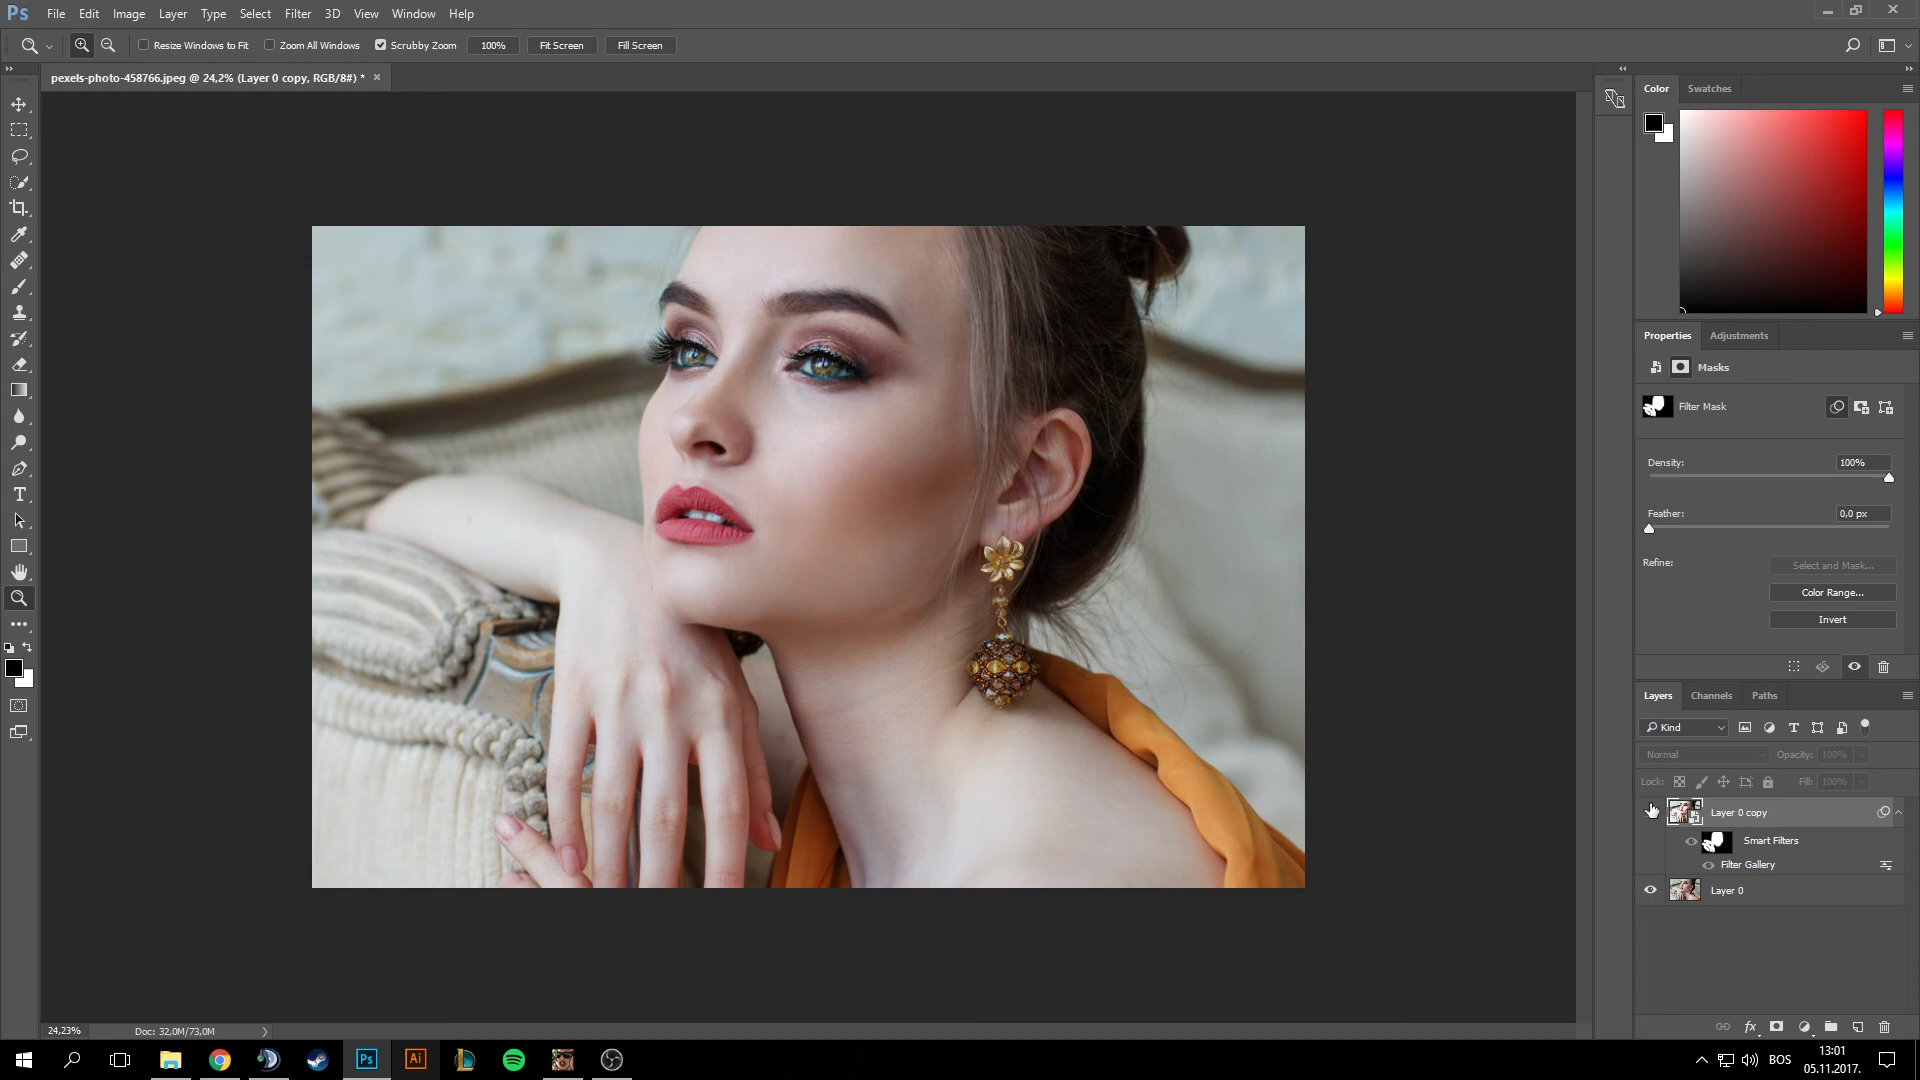 Ps File Edit Image Layer Type Select Filter 3D View Window Help
Resize Windows to Fit Zoom All Windows Scrubby Zoom 100% Fit Screen Fill Screen
pexels-photo-458766.jpeg @ 24,2% (Layer 0 copy, RGB/8#) * ×
Color Swatches
Properties Adjustments
Masks
Filter Mask
Density: 100%
Feather: 0,0 px
Refine: Select and Mask...
Color Range...
Invert
Layers Channels Paths
Kind
Normal Opacity: 100%
Lock: Fill: 100%
Layer 0 copy
Smart Filters
Filter Gallery
Layer 0
fx
24,23% Doc: 32,0M/73,0M
Ps Ai BOS
13:01
05.11.2017.